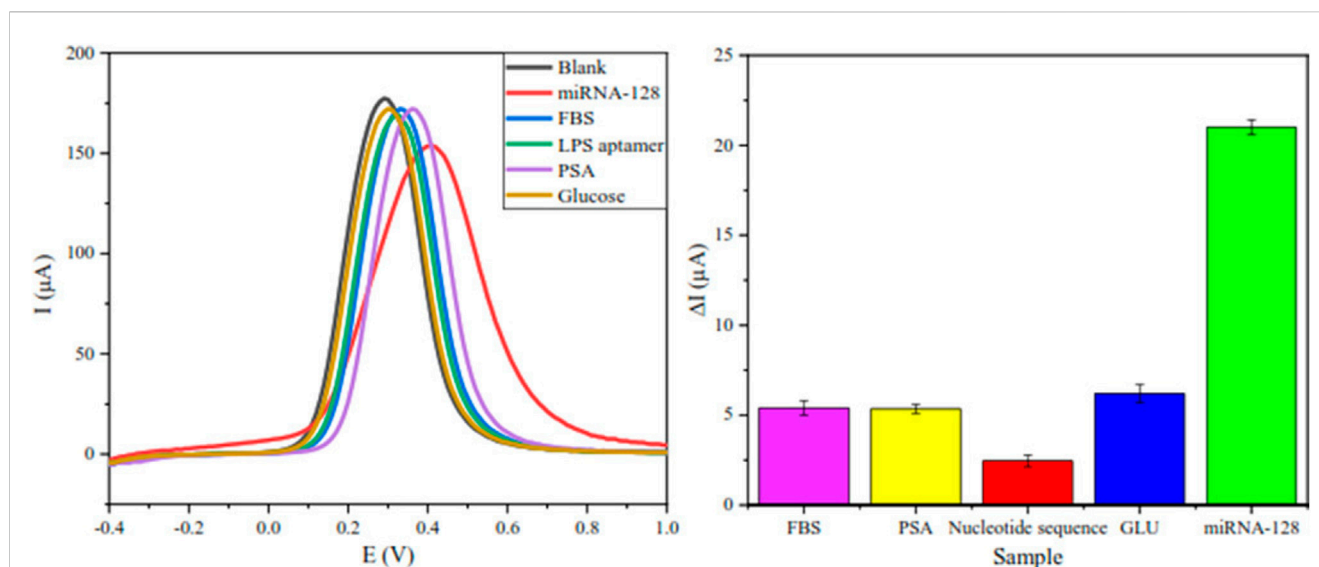 200
150
100
50
0
I (μA)
-0.4
-0.2
0.0
0.2
0.4
0.6
0.8
1.0
E (V)
Blank
miRNA-128
FBS
LPS aptamer
PSA
Glucose
25
20
15
10
5
0
ΔI (μA)
FBS
PSA
Nucleotide sequence
GLU
miRNA-128
Sample